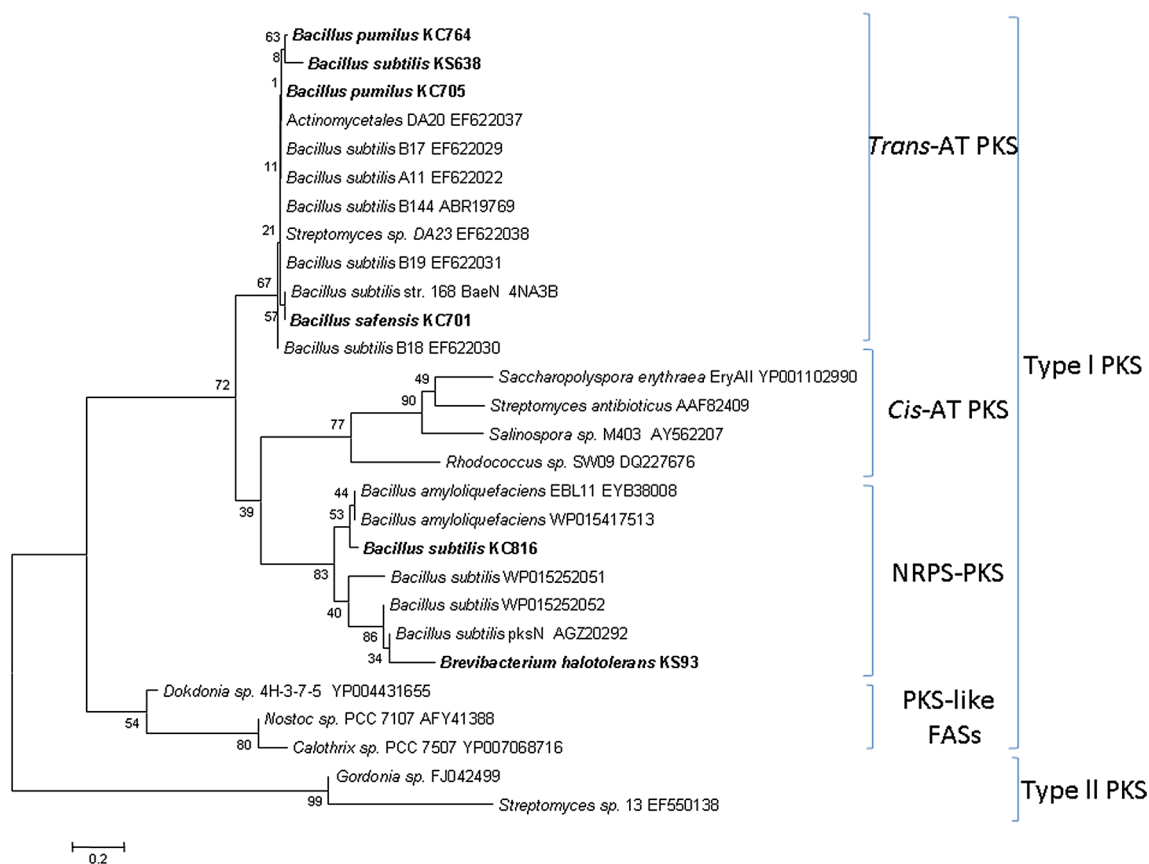 63
Bacillus pumilus KC764
8
Bacillus subtilis KS638
1
Bacillus pumilus KC705
Actinomycetales DA20 EF622037
Bacillus subtilis B17 EF622029
Trans-AT PKS
11
Bacillus subtilis A11 EF622022
Bacillus subtilis B144 ABR19769
21
Streptomyces sp. DA23 EF622038
Bacillus subtilis B19 EF622031
67
Bacillus subtilis str. 168 BaeN 4NA3B
57
Bacillus safensis KC701
Bacillus subtilis B18 EF622030
Type I PKS
72
49
Saccharopolyspora erythraea EryAII YP001102990
90
Streptomyces antibioticus AAF82409
Cis-AT PKS
77
Salinospora sp. M403 AY562207
Rhodococcus sp. SW09 DQ227676
44
Bacillus amyloliquefaciens EBL11 EYB38008
39
53
Bacillus amyloliquefaciens WP015417513
Bacillus subtilis KC816
83
Bacillus subtilis WP015252051
NRPS-PKS
40
Bacillus subtilis WP015252052
86
Bacillus subtilis pksN AGZ20292
34
Brevibacterium halotolerans KS93
Dokdonia sp. 4H-3-7-5 YP004431655
54
Nostoc sp. PCC 7107 AFY41388
PKS-like
FASs
80
Calothrix sp. PCC 7507 YP007068716
Gordonia sp. FJ042499
99
Streptomyces sp. 13 EF550138
Type II PKS
0.2